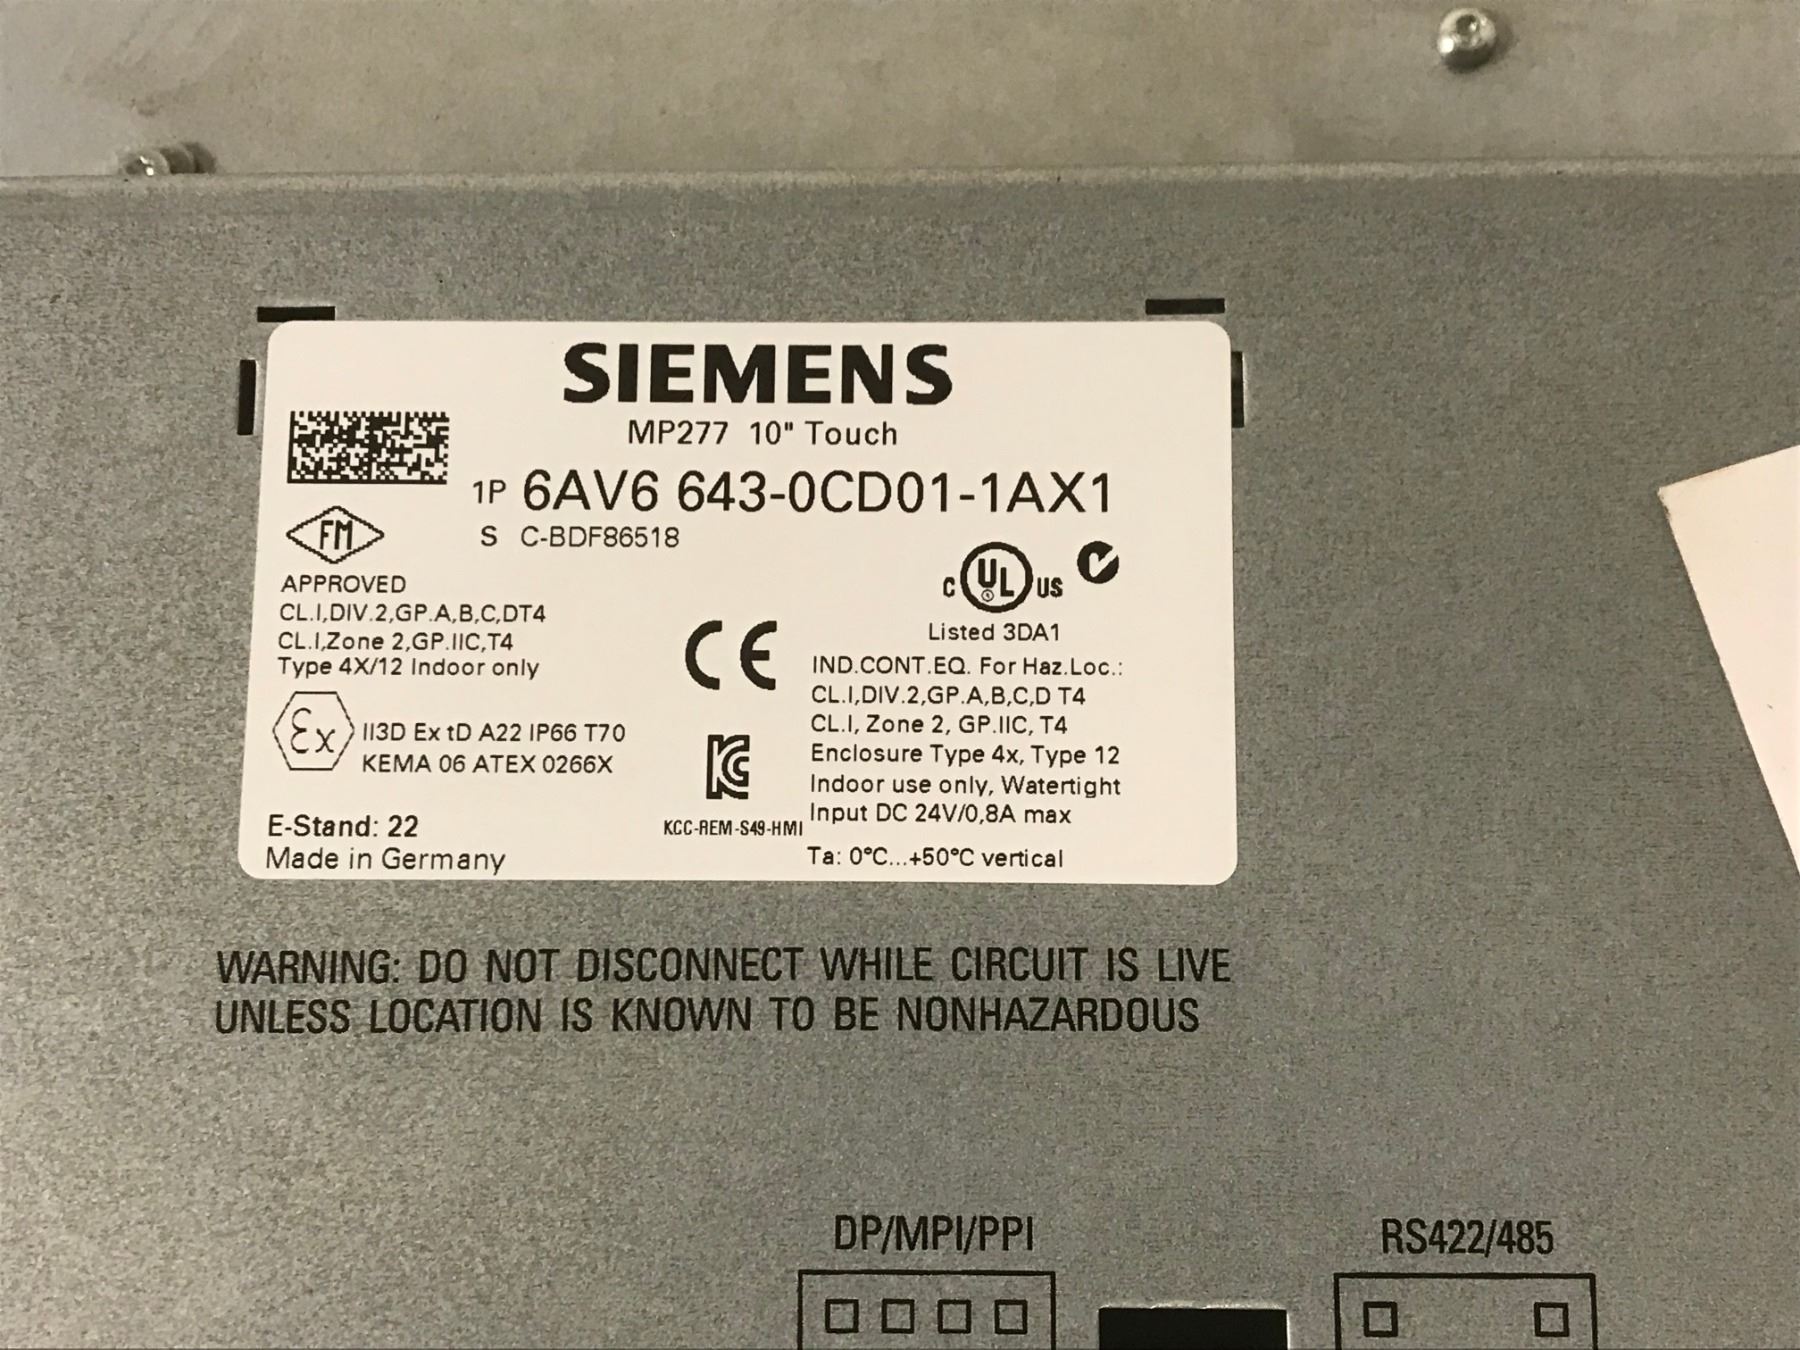 SIEMENS
MP277 10" Touch
1P 6AV6 643-0CD01-1AX1
S C-BDF86518
FM
APPROVED
CL.I,DIV.2,GP.A,B,C,DT4
CL.I,Zone 2,GP.IIC,T4
Type 4X/12 Indoor only
Ex II3D Ex tD A22 IP66 T70
KEMA 06 ATEX 0266X
E-Stand: 22
Made in Germany
CE
KC
KCC-REM-S49-HMI
C UL US
Listed 3DA1
IND.CONT.EQ. For Haz.Loc.:
CL.I,DIV.2,GP.A,B,C,D T4
CL.I, Zone 2, GP.IIC, T4
Enclosure Type 4x, Type 12
Indoor use only, Watertight
Input DC 24V/0,8A max
Ta: 0°C...+50°C vertical
WARNING: DO NOT DISCONNECT WHILE CIRCUIT IS LIVE
UNLESS LOCATION IS KNOWN TO BE NONHAZARDOUS
DP/MPI/PPI
RS422/485